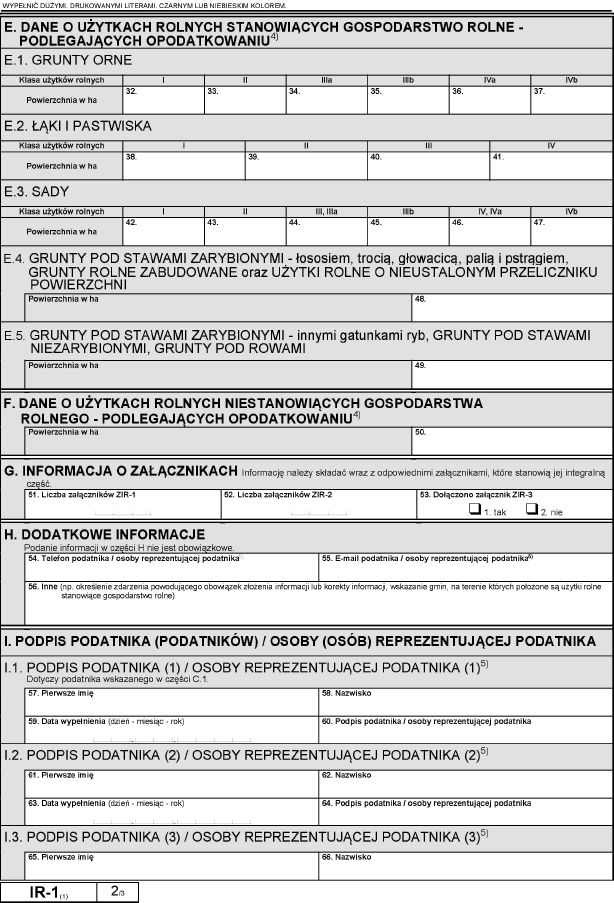 WYPEŁNIĆ DUŻYMI, DRUKOWANYMI LITERAMI, CZARNYM LUB NIEBIESKIM KOLOREM.
E. DANE O UŻYTKACH ROLNYCH STANOWIĄCYCH GOSPODARSTWO ROLNE -
PODLEGAJĄCYCH OPODATKOWANIU4)
E.1. GRUNTY ORNE
Klasa użytków rolnych I II IIIa IIIb IVa IVb
Powierzchnia w ha 32. 33. 34. 35. 36. 37.
E.2. ŁĄKI I PASTWISKA
Klasa użytków rolnych I II III IV
Powierzchnia w ha 38. 39. 40. 41.
E.3. SADY
Klasa użytków rolnych I II III, IIIa IIIb IV, IVa IVb
Powierzchnia w ha 42. 43. 44. 45. 46. 47.
E.4. GRUNTY POD STAWAMI ZARYBIONYMI - łososiem, trocią, głowacicą, palią i pstrągiem,
GRUNTY ROLNE ZABUDOWANE oraz UŻYTKI ROLNE O NIEUSTALONYM PRZELICZNIKU
POWIERZCHNI
Powierzchnia w ha 48.
E.5. GRUNTY POD STAWAMI ZARYBIONYMI - innymi gatunkami ryb, GRUNTY POD STAWAMI
NIEZARYBIONYMI, GRUNTY POD ROWAMI
Powierzchnia w ha 49.
F. DANE O UŻYTKACH ROLNYCH NIESTANOWIĄCYCH GOSPODARSTWA
ROLNEGO - PODLEGAJĄCYCH OPODATKOWANIU4)
Powierzchnia w ha 50.
G. INFORMACJA O ZAŁĄCZNIKACH Informację należy składać wraz z odpowiednimi załącznikami, które stanowią jej integralną
część.
51. Liczba załączników ZIR-1 52. Liczba załączników ZIR-2 53. Dołączono załącznik ZIR-3
1. tak 2. nie
H. DODATKOWE INFORMACJE
Podanie informacji w części H nie jest obowiązkowe.
54. Telefon podatnika / osoby reprezentującej podatnika 55. E-mail podatnika / osoby reprezentującej podatnika5)
56. Inne (np. określenie zdarzenia powodującego obowiązek złożenia informacji lub korekty informacji, wskazanie gmin, na terenie których położone są użytki rolne
stanowiące gospodarstwo rolne)
I. PODPIS PODATNIKA (PODATNIKÓW) / OSOBY (OSÓB) REPREZENTUJĄCEJ PODATNIKA
I.1. PODPIS PODATNIKA (1) / OSOBY REPREZENTUJĄCEJ PODATNIKA (1)5)
Dotyczy podatnika wskazanego w części C.1.
57. Pierwsze imię 58. Nazwisko
59. Data wypełnienia (dzień - miesiąc - rok) 60. Podpis podatnika / osoby reprezentującej podatnika
I.2. PODPIS PODATNIKA (2) / OSOBY REPREZENTUJĄCEJ PODATNIKA (2)5)
61. Pierwsze imię 62. Nazwisko
63. Data wypełnienia (dzień - miesiąc - rok) 64. Podpis podatnika / osoby reprezentującej podatnika
I.3. PODPIS PODATNIKA (3) / OSOBY REPREZENTUJĄCEJ PODATNIKA (3)5)
65. Pierwsze imię 66. Nazwisko
IR-1(1) 2/3